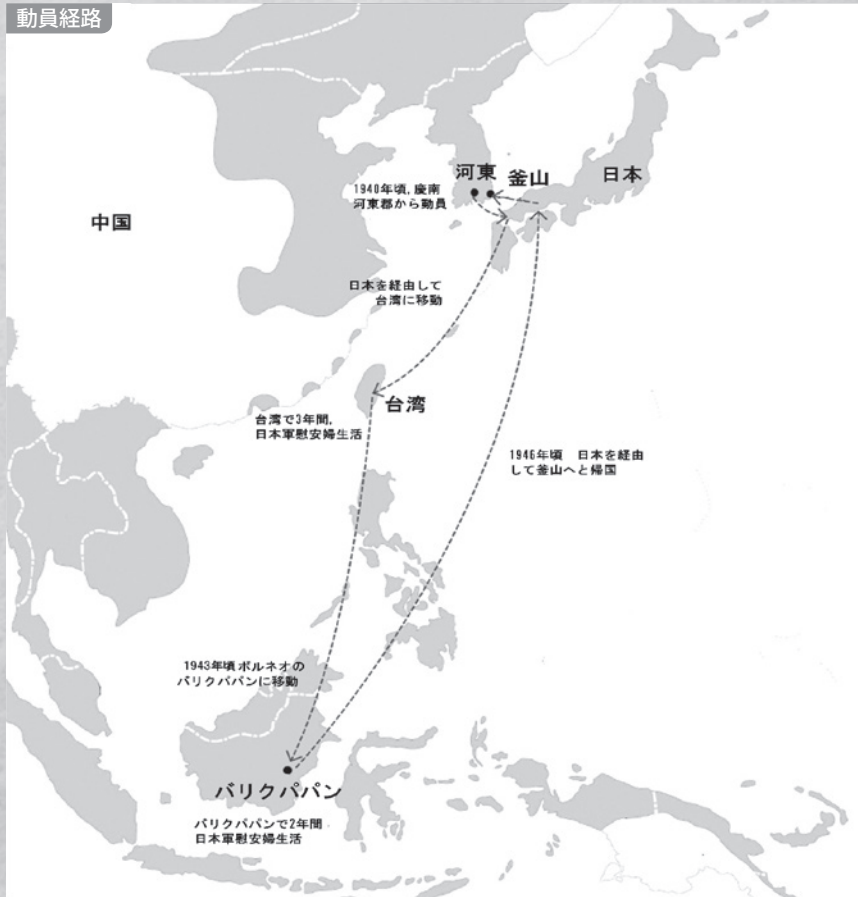 動員経路
河東
釜山
日本
1940年頃, 慶南
河東郡から動員
中国
日本を経由して
台湾に移動
台湾
台湾で3年間,
日本軍慰安婦生活
1946年頃　日本を経由
して釜山へと帰国
1943年頃 ボルネオの
バリクパパンに移動
バリクパパン
バリクパパンで2年間
日本軍慰安婦生活